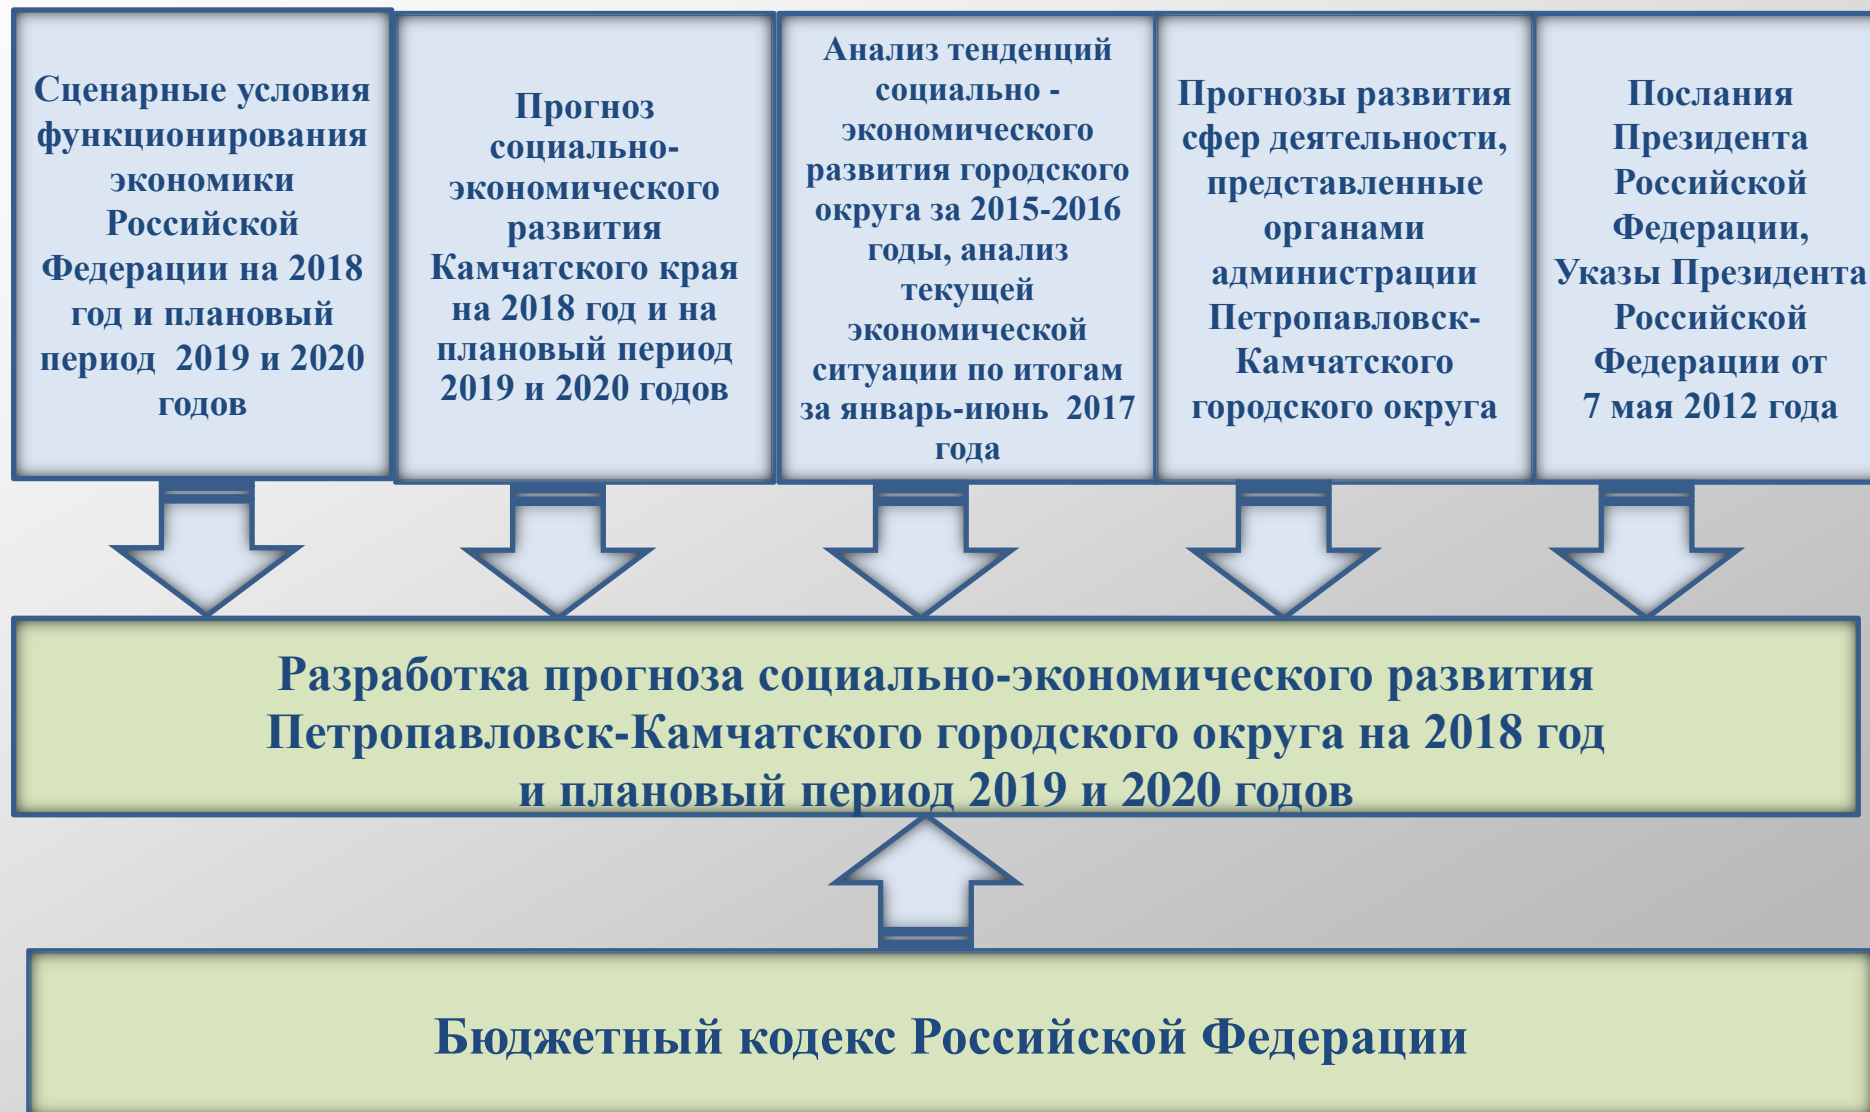 Сценарные условия
функционирования
экономики
Российской
Федерации на 2018
год и плановый
период 2019 и 2020
годов
Прогноз
социально-
экономического
развития
Камчатского края
на 2018 год и на
плановый период
2019 и 2020 годов
Анализ тенденций
социально -
экономического
развития городского
округа за 2015-2016
годы, анализ
текущей
экономической
ситуации по итогам
за январь-июнь 2017
года
Прогнозы развития
сфер деятельности,
представленные
органами
администрации
Петропавловск-
Камчатского
городского округа
Послания
Президента
Российской
Федерации,
Указы Президента
Российской
Федерации от
7 мая 2012 года
Разработка прогноза социально-экономического развития
Петропавловск-Камчатского городского округа на 2018 год
и плановый период 2019 и 2020 годов
Бюджетный кодекс Российской Федерации